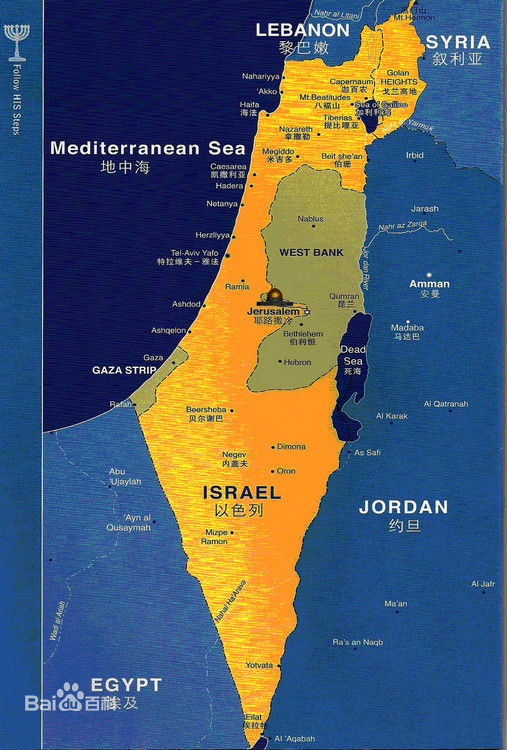 Follow HIS Steps
Nahr al Litani
Mt.Hermon
LEBANON
黎巴嫩
SYRIA
叙利亚
Nahariyya
'Akko
Haifa
海法
Capernaum
迦百农
Mt.Beatitudes
八福山
Golan
HEIGHTS
戈兰高地
Sea of Galilee
加利利海
Tiberias
提比哩亚
Nazareth
拿撒勒
Yarmuk
Mediterranean Sea
地中海
Megiddo
米吉多
Beit she'an
伯珊
Irbid
Caesarea
凯撒利亚
Hadera
Netanya
Jarash
Nablus
Nahr az Zarqā
Herzliyya
WEST BANK
Jordan River
Tel-Aviv Yafo
特拉维夫－雅法
Ramla
Amman
安曼
Qumran
昆兰
Ashdod
Jerusalem
耶路撒冷
Madaba
马达巴
Ashqelon
Bethlehem
伯利恒
Gaza
GAZA STRIP
Hebron
Dead
Sea
死海
Rafah
Beersheba
贝尔谢巴
Al Qatranah
Al Karak
Dimona
As Safi
Negev
内盖夫
Oron
Abu
'Ujaylah
ISRAEL
以色列
JORDAN
约旦
'Ayn al
Qusaymah
Mizpe
Ramon
Nahal Ha'Arava
Al Jafr
Ma'an
Wadi al Arish
Ra's an Naqb
Yotvata
EGYPT
埃及
Bai du 百科
Eilat
埃拉特
Al 'Aqabah